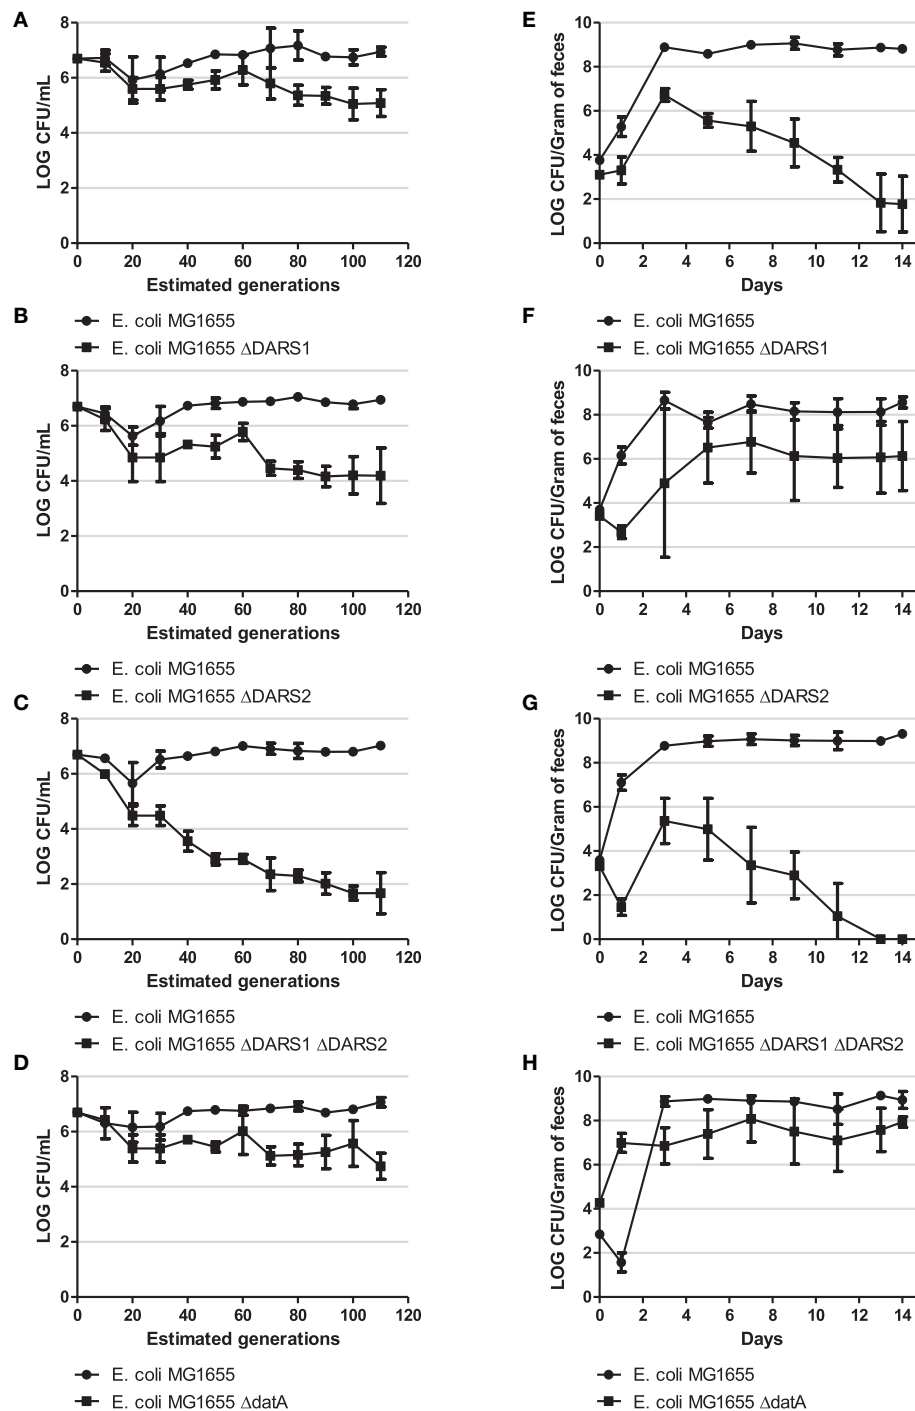 A
LOG CFU/mL
8
6
4
2
0
0 20 40 60 80 100 120
Estimated generations
E. coli MG1655
E. coli MG1655 ΔDARS1
E
LOG CFU/Gram of feces
10
8
6
4
2
0
0 2 4 6 8 10 12 14
Days
E. coli MG1655
E. coli MG1655 ΔDARS1
B
LOG CFU/mL
8
6
4
2
0
0 20 40 60 80 100 120
Estimated generations
E. coli MG1655
E. coli MG1655 ΔDARS2
F
LOG CFU/Gram of feces
10
8
6
4
2
0
0 2 4 6 8 10 12 14
Days
E. coli MG1655
E. coli MG1655 ΔDARS2
C
LOG CFU/mL
8
6
4
2
0
0 20 40 60 80 100 120
Estimated generations
E. coli MG1655
E. coli MG1655 ΔDARS1 ΔDARS2
G
LOG CFU/Gram of feces
10
8
6
4
2
0
0 2 4 6 8 10 12 14
Days
E. coli MG1655
E. coli MG1655 ΔDARS1 ΔDARS2
D
LOG CFU/mL
8
6
4
2
0
0 20 40 60 80 100 120
Estimated generations
E. coli MG1655
E. coli MG1655 ΔdatA
H
LOG CFU/Gram of feces
10
8
6
4
2
0
0 2 4 6 8 10 12 14
Days
E. coli MG1655
E. coli MG1655 ΔdatA